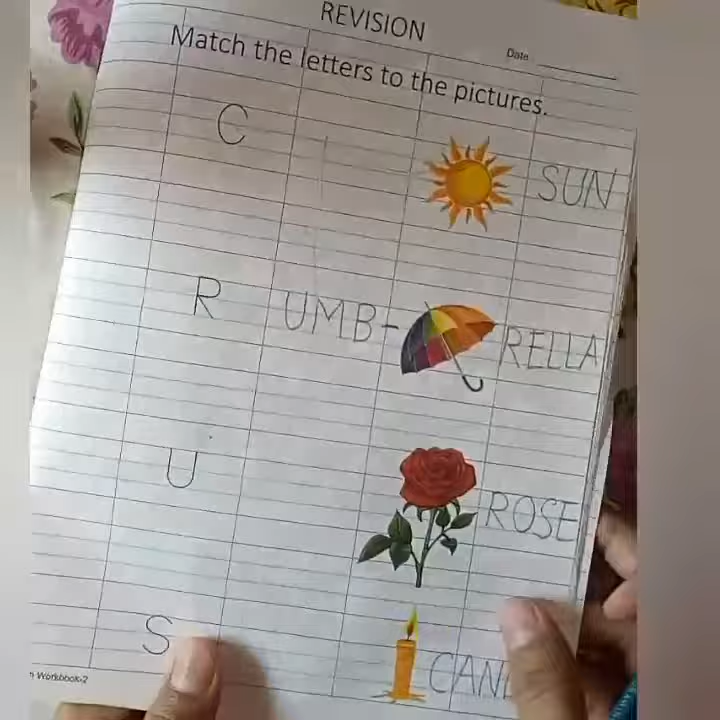 REVISION
Date
Match the letters to the pictures.
C SUN
R UMB- RELLA
U ROSE
S
Workbook-2